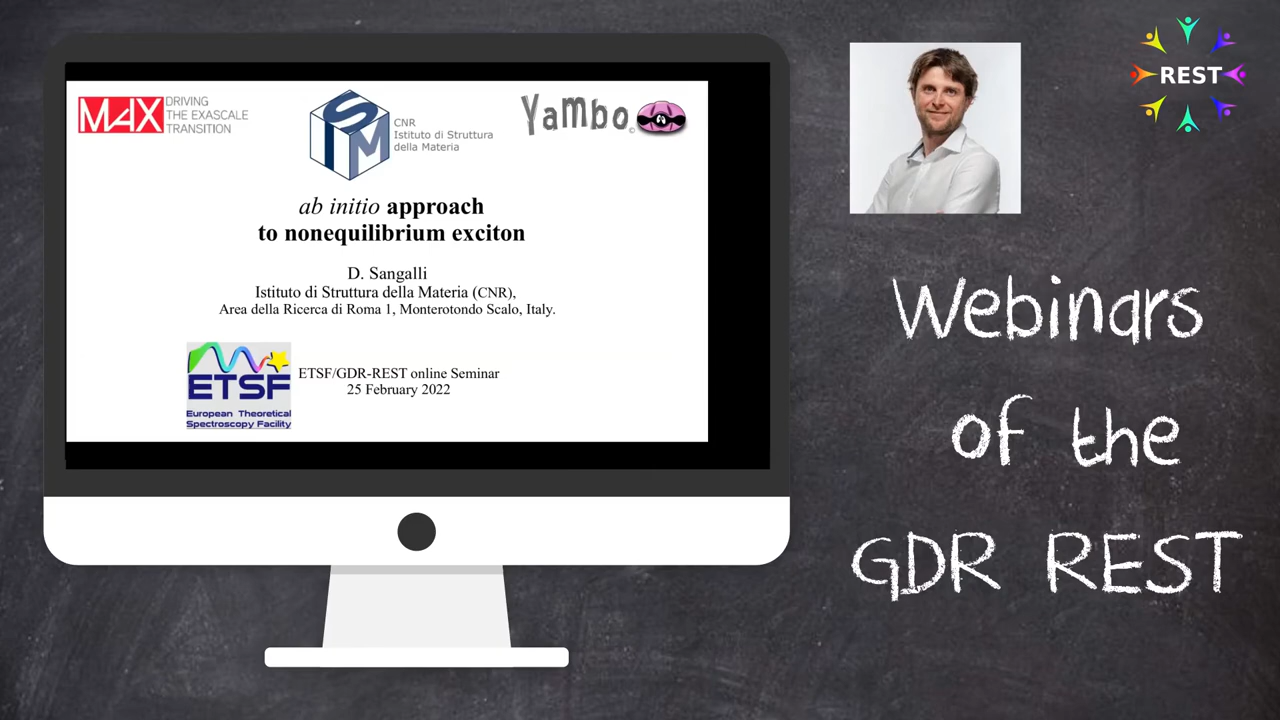 MAX DRIVING
THE EXASCALE
TRANSITION
ISM
CNR
Istituto di Struttura
della Materia
Yambo©
ab initio approach
to nonequilibrium exciton
D. Sangalli
Istituto di Struttura della Materia (CNR),
Area della Ricerca di Roma 1, Monterotondo Scalo, Italy.
ETSF
European Theoretical
Spectroscopy Facility
ETSF/GDR-REST online Seminar
25 February 2022
REST
Webinars
of the
GDR REST